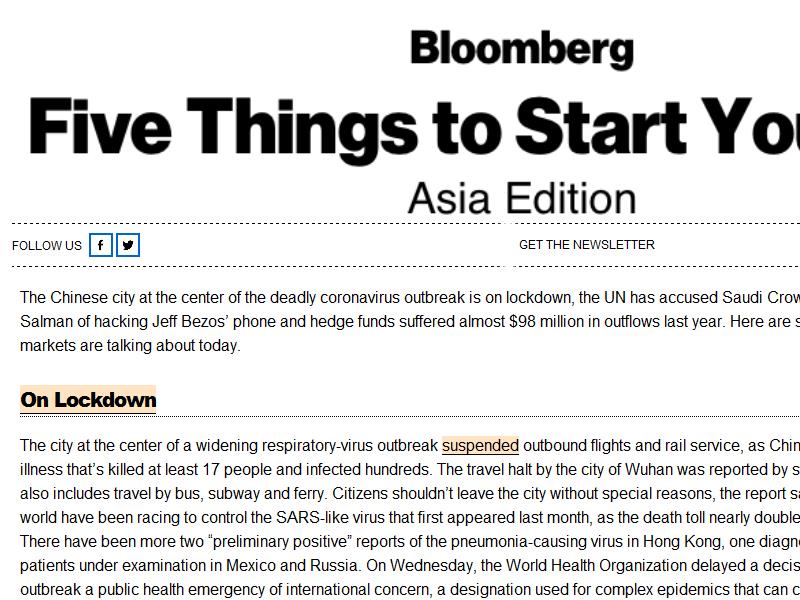 Bloomberg
Five Things to Start
Asia Edition
FOLLOW US
GET THE NEWSLETTER
The Chinese city at the center of the deadly coronavirus outbreak is on lockdown, the UN has accused Saudi
Salman of hacking Jeff Bezos’ phone and hedge funds suffered almost $98 million in outflows last year. Here are
markets are talking about today.
On Lockdown
The city at the center of a widening respiratory-virus outbreak suspended outbound flights and rail service, as
illness that’s killed at least 17 people and infected hundreds. The travel halt by the city of Wuhan was reported by
also includes travel by bus, subway and ferry. Citizens shouldn’t leave the city without special reasons, the report
world have been racing to control the SARS-like virus that first appeared last month, as the death toll nearly
There have been more two “preliminary positive” reports of the pneumonia-causing virus in Hong Kong, one
patients under examination in Mexico and Russia. On Wednesday, the World Health Organization delayed a
outbreak a public health emergency of international concern, a designation used for complex epidemics that can